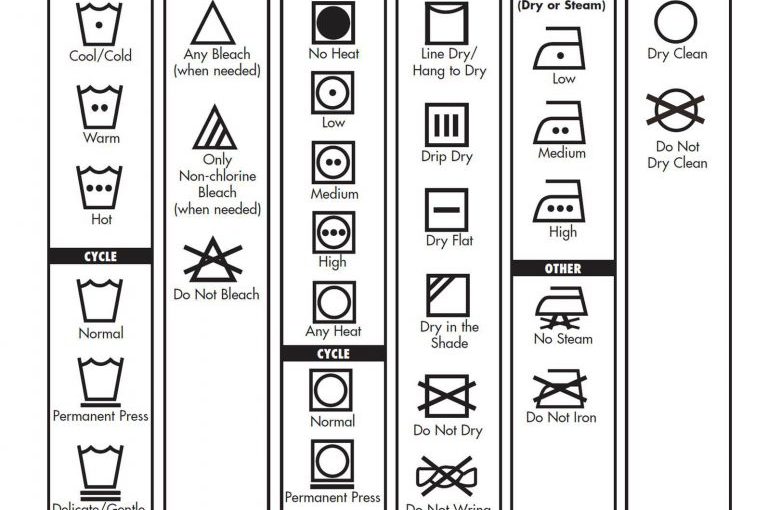 Cool/Cold
Warm
Hot
CYCLE
Normal
Permanent Press
Delicate/Gentle
Any Bleach
(when needed)
Only
Non-chlorine
Bleach
(when needed)
Do Not Bleach
No Heat
Low
Medium
High
Any Heat
CYCLE
Normal
Permanent Press
Line Dry/
Hang to Dry
Drip Dry
Dry Flat
Dry in the
Shade
Do Not Dry
Do Not Wring
(Dry or Steam)
Low
Medium
High
OTHER
No Steam
Do Not Iron
Dry Clean
Do Not
Dry Clean